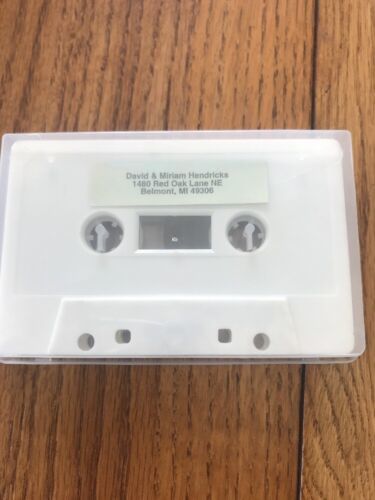 David & Miriam Hendricks
1480 Red Oak Lane NE
Belmont, MI 49306